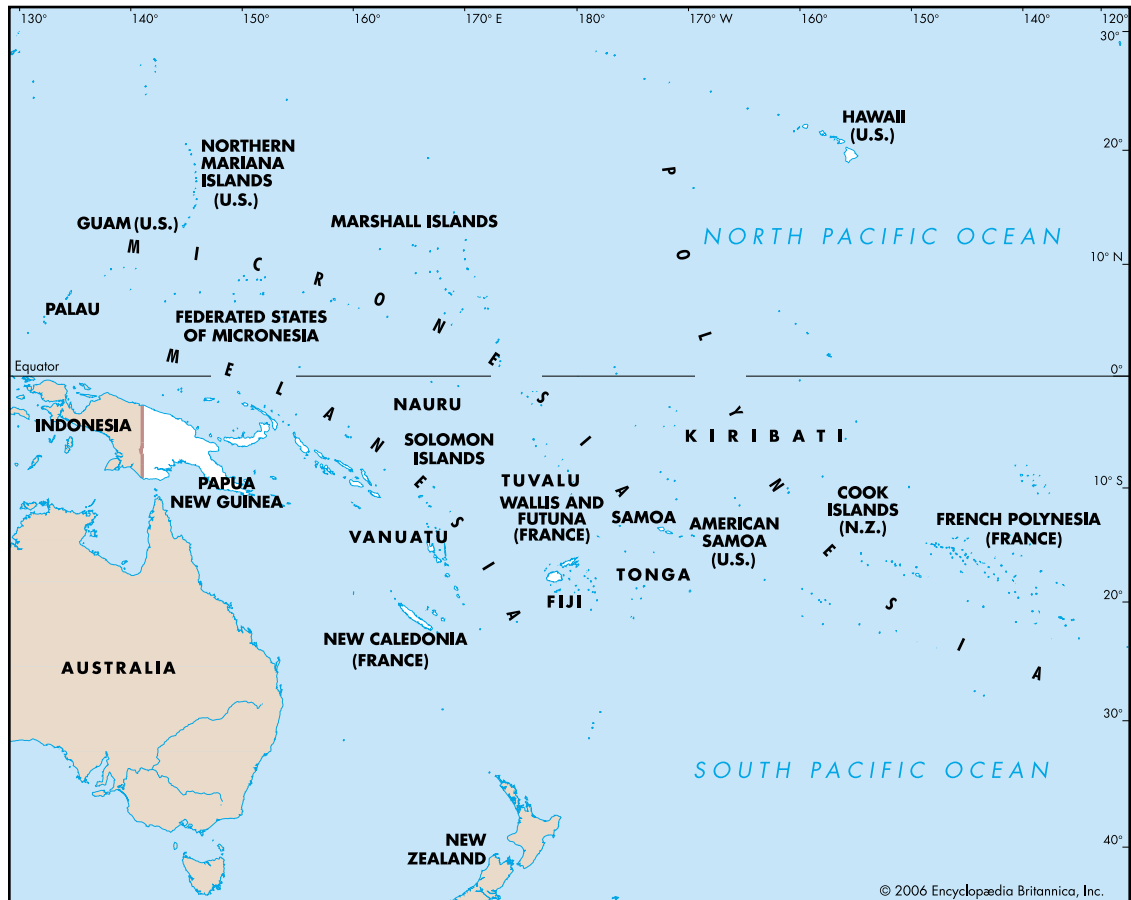 130° 140° 150° 160° 170° E 180° 170° W 160° 150° 140° 120°
30°
HAWAII
(U.S.)
NORTHERN
MARIANA
ISLANDS
(U.S.)
20°
GUAM (U.S.)
MARSHALL ISLANDS
NORTH PACIFIC OCEAN
MICRONESIA
POLYNESIA
10° N
PALAU
FEDERATED STATES
OF MICRONESIA
MELANESIA
Equator
0°
NAURU
INDONESIA
KIRIBATI
SOLOMON
ISLANDS
PAPUA
NEW GUINEA
TUVALU
10° S
WALLIS AND
FUTUNA
(FRANCE)
SAMOA
AMERICAN
SAMOA
(U.S.)
COOK
ISLANDS
(N.Z.)
FRENCH POLYNESIA
(FRANCE)
VANUATU
TONGA
FIJI
20°
NEW CALEDONIA
(FRANCE)
AUSTRALIA
30°
SOUTH PACIFIC OCEAN
NEW
ZEALAND
40°
© 2006 Encyclopædia Britannica, Inc.